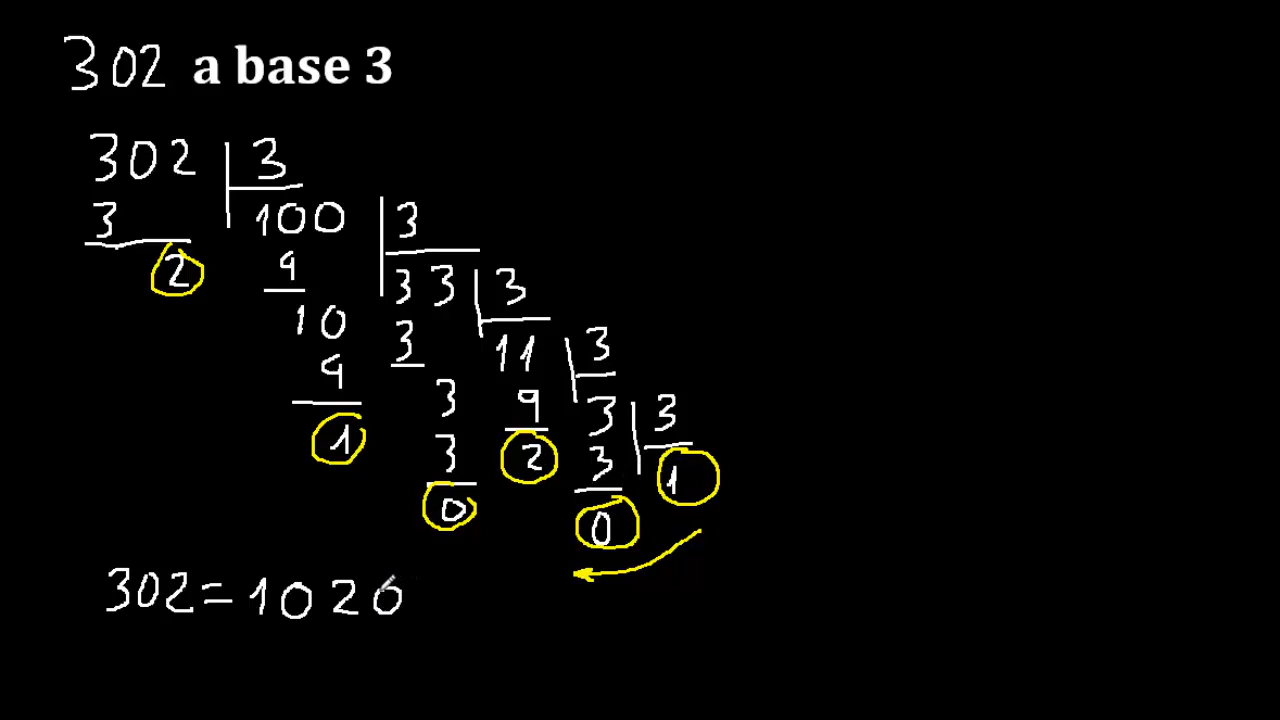 302 a base 3
302 3
3 100 3
2 9 33 3
10 3 11 3
9 3 9 3 3
1 3 2 3 1
0 0
302=1020